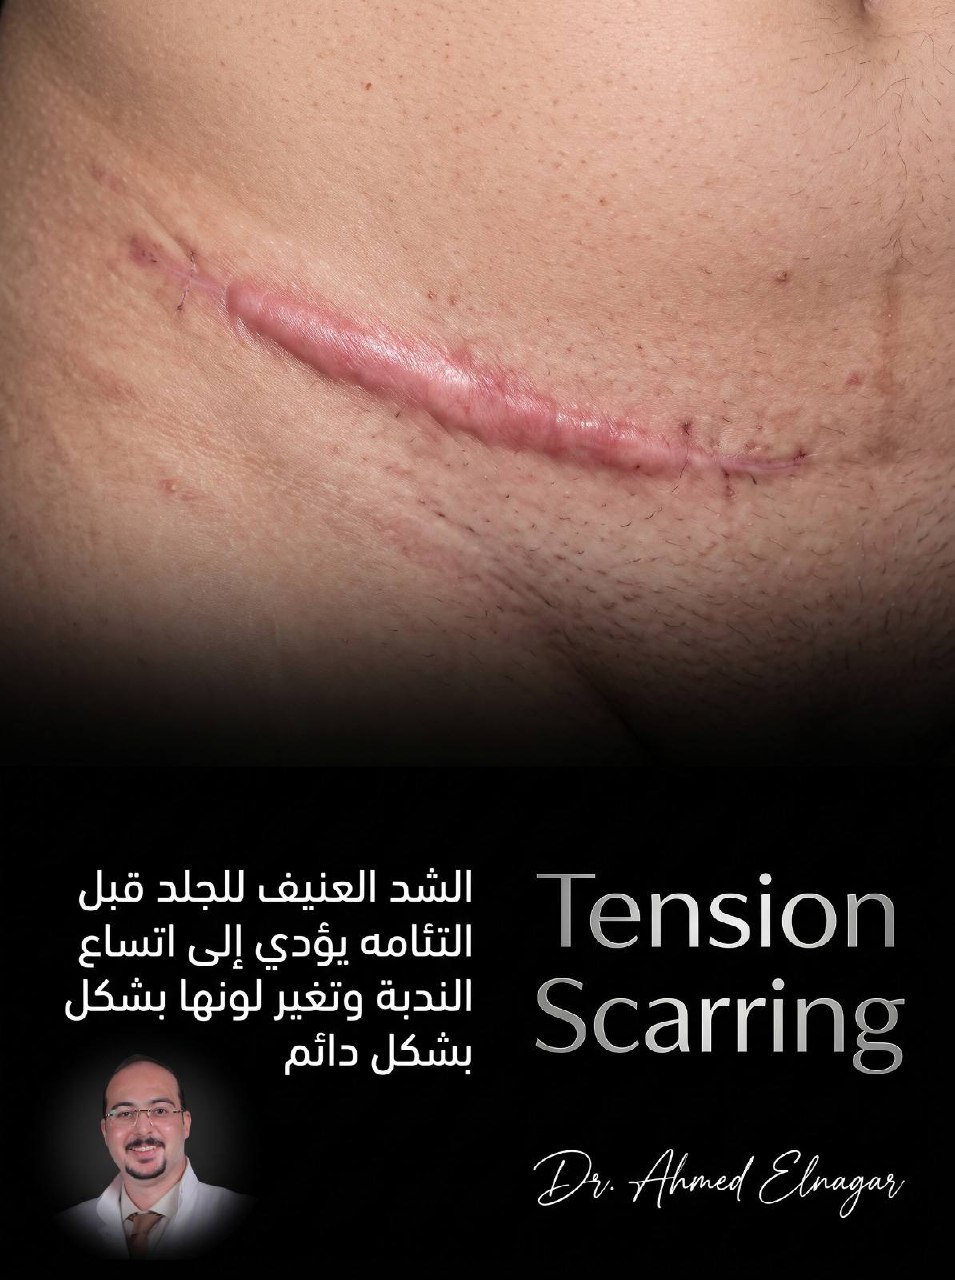 Tension
Scarring
الشد العنيف للجلد قبل
التئامه يؤدي إلى اتساع
الندبة وتغير لونها بشكل
بشكل دائم
Dr. Ahmed Elnagar